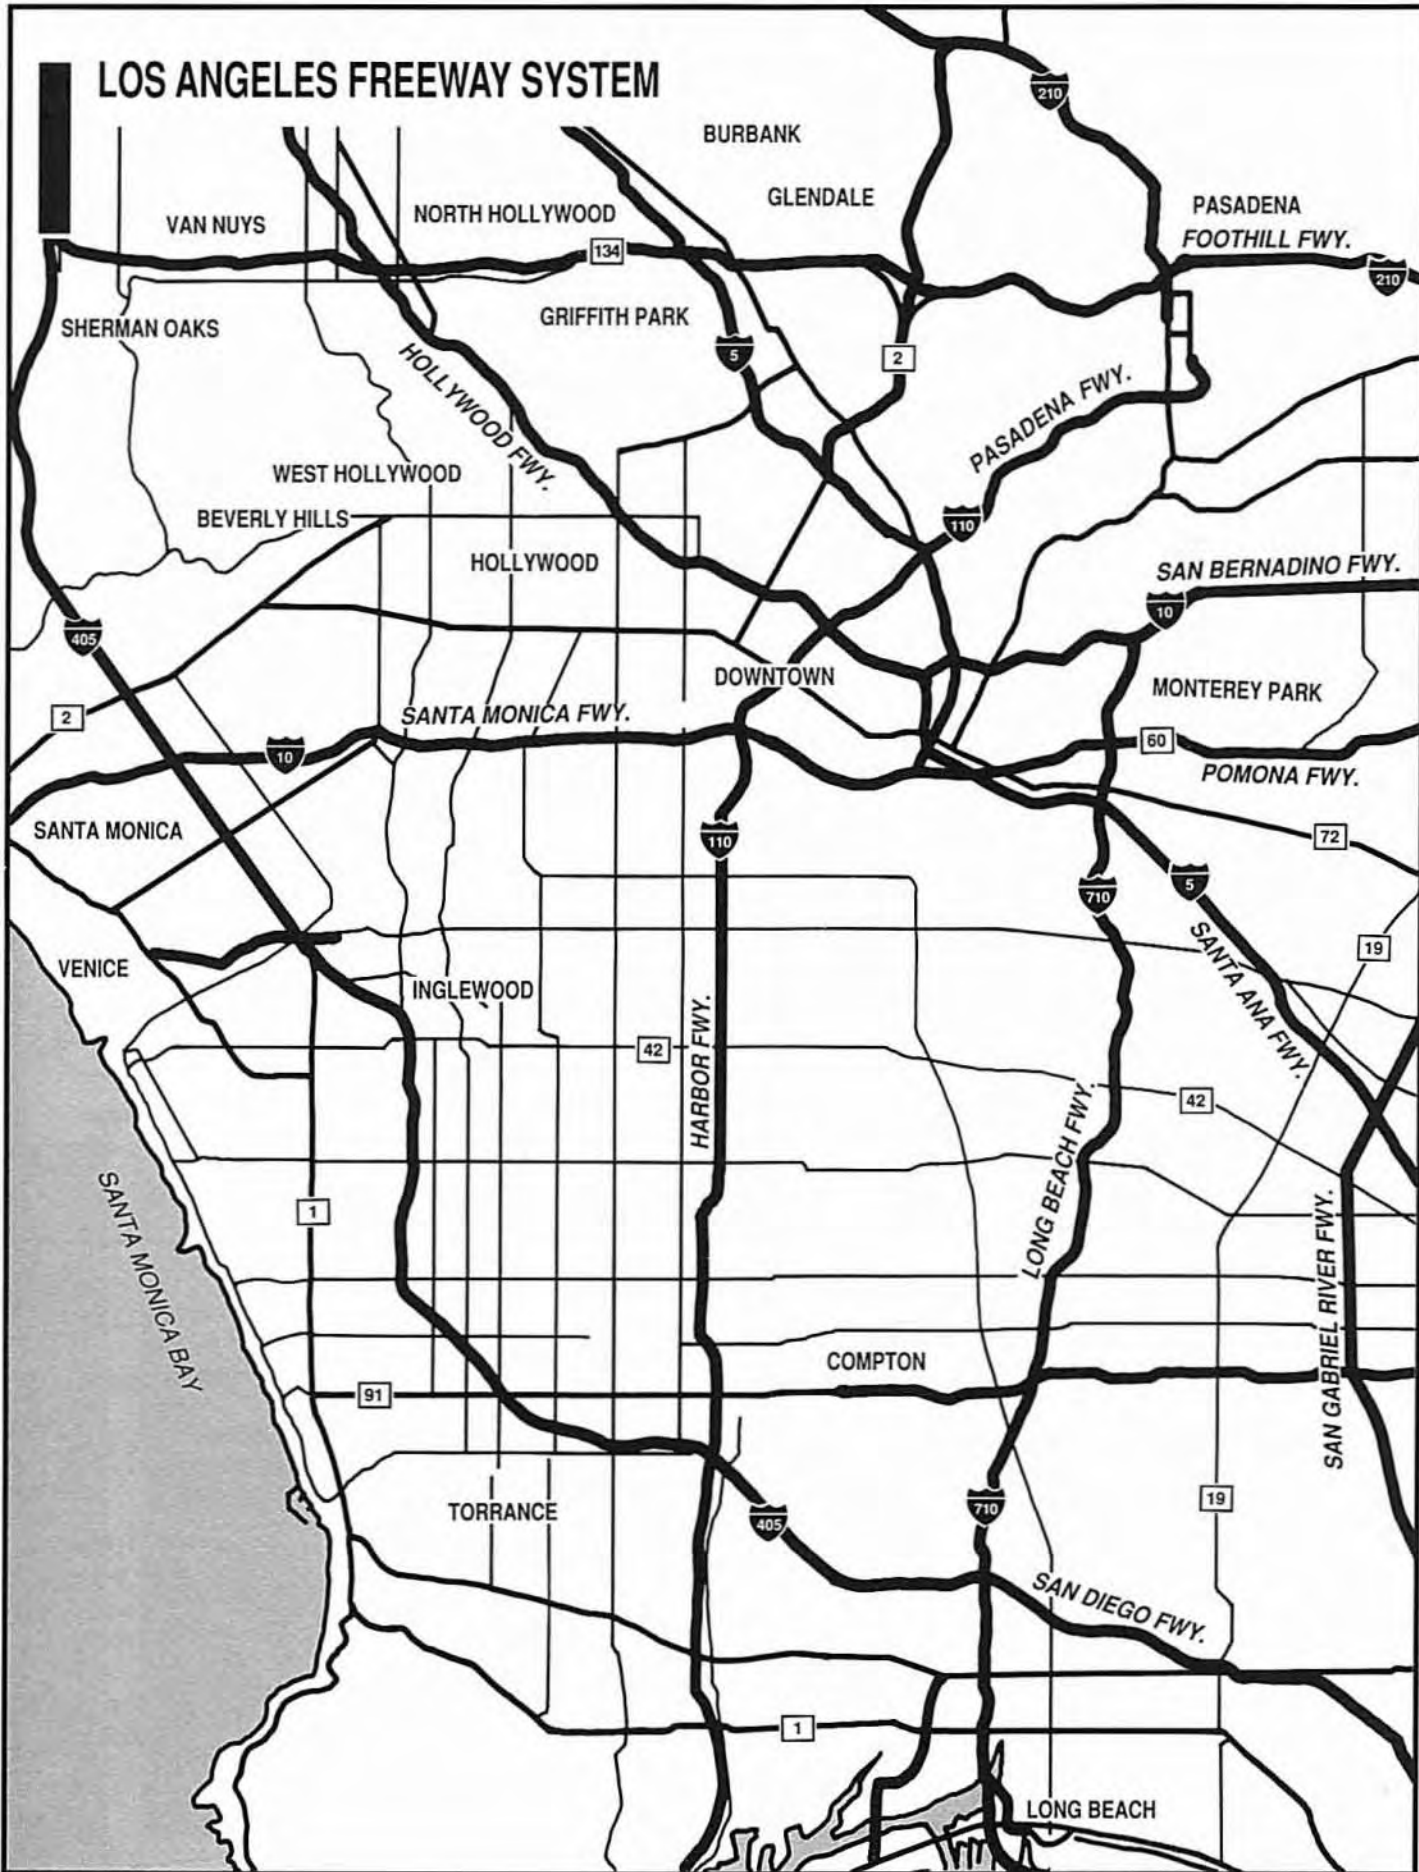 LOS ANGELES FREEWAY SYSTEM
210
BURBANK
GLENDALE
PASADENA
NORTH HOLLYWOOD
VAN NUYS
FOOTHILL FWY.
134
210
GRIFFITH PARK
SHERMAN OAKS
5
2
HOLLYWOOD FWY.
PASADENA FWY.
WEST HOLLYWOOD
BEVERLY HILLS
110
HOLLYWOOD
SAN BERNADINO FWY.
10
405
DOWNTOWN
MONTEREY PARK
2
SANTA MONICA FWY.
60
10
POMONA FWY.
SANTA MONICA
110
72
5
710
19
SANTA ANA FWY.
VENICE
INGLEWOOD
HARBOR FWY.
42
42
LONG BEACH FWY.
1
SANTA MONICA BAY
SAN GABRIEL RIVER FWY.
COMPTON
91
19
710
TORRANCE
405
SAN DIEGO FWY.
1
LONG BEACH